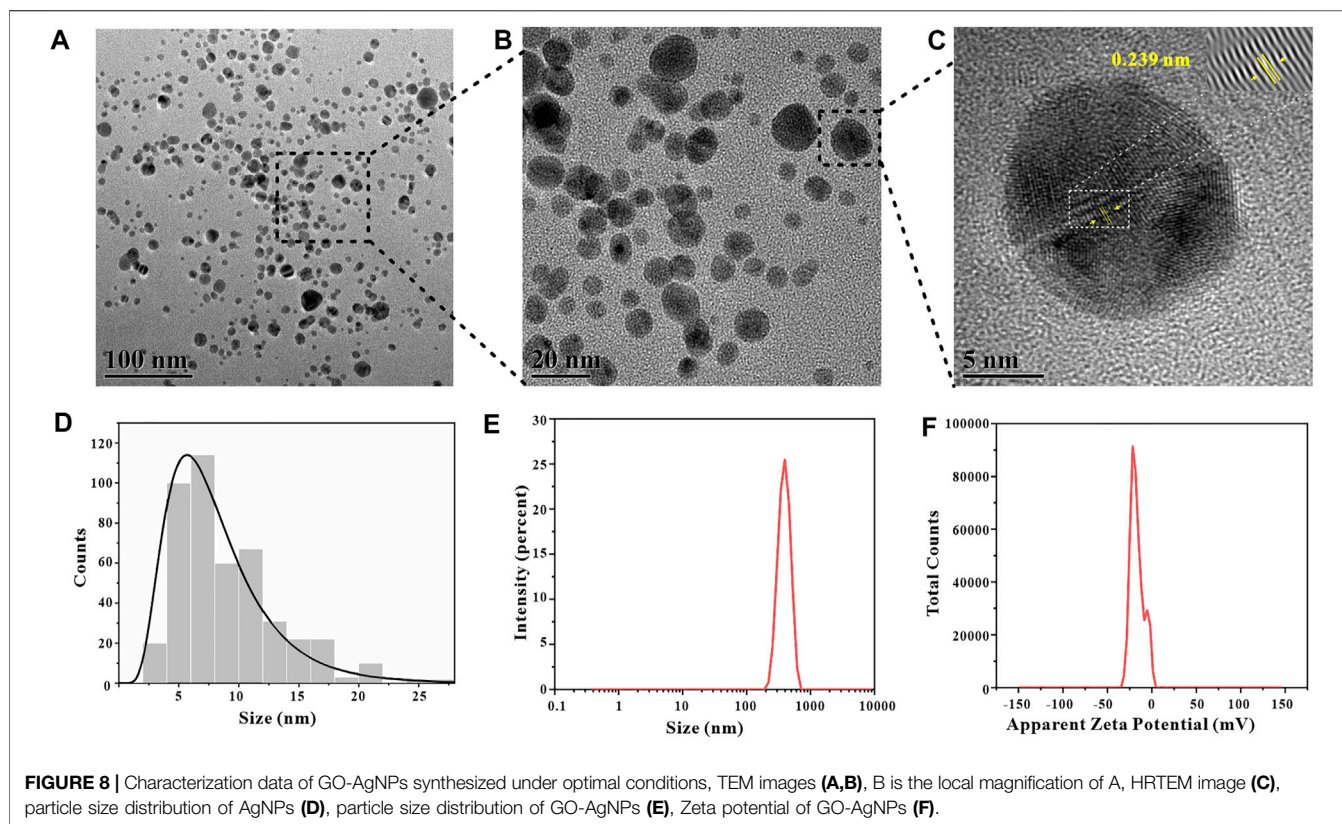 A
B
C
0.239 nm
100 nm
20 nm
5 nm
D
120
100
80
60
40
20
0
Counts
5
10
15
20
25
Size (nm)
E
30
25
20
15
10
5
0
Intensity (percent)
0.1
1
10
100
1000
10000
Size (nm)
F
100000
80000
60000
40000
20000
0
Total Counts
-150
-100
-50
0
50
100
150
Apparent Zeta Potential (mV)
FIGURE 8 | Characterization data of GO-AgNPs synthesized under optimal conditions, TEM images (A,B), B is the local magnification of A, HRTEM image (C),
particle size distribution of AgNPs (D), particle size distribution of GO-AgNPs (E), Zeta potential of GO-AgNPs (F).